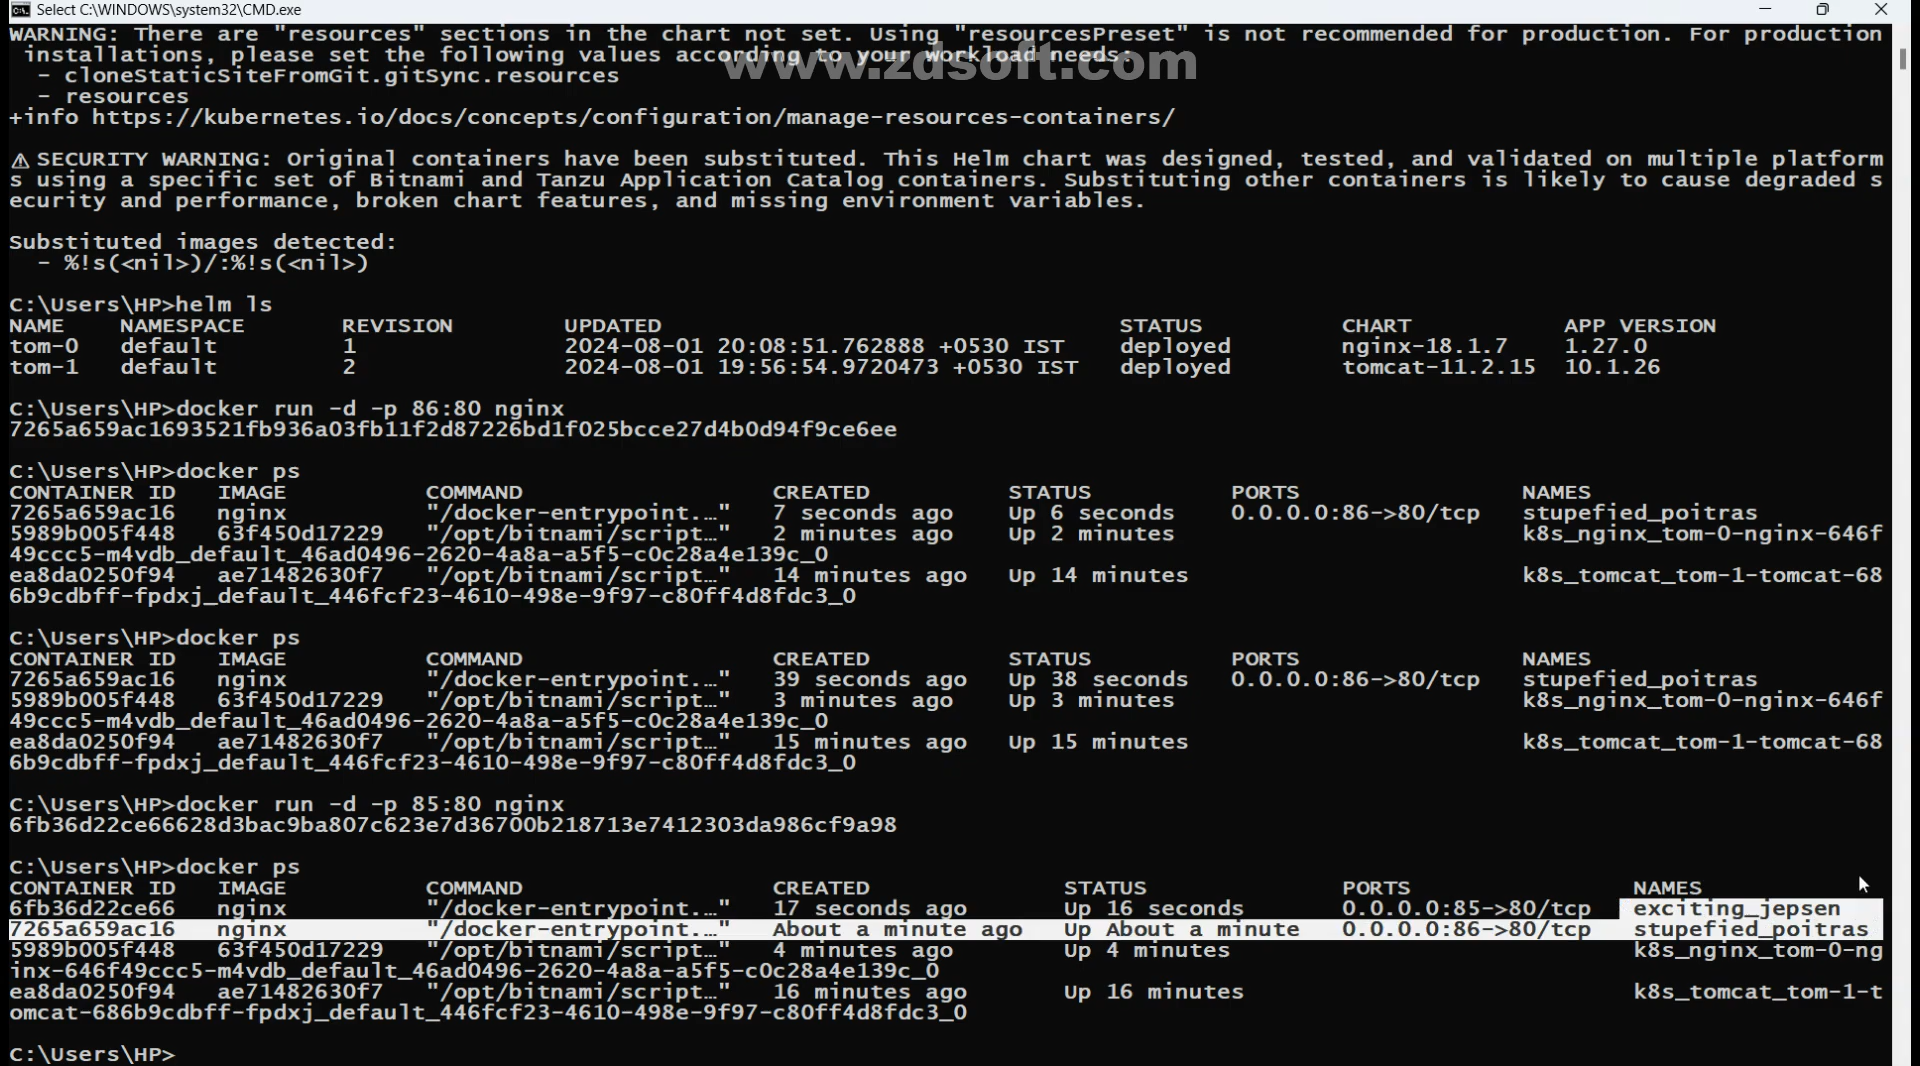 Select C:\WINDOWS\system32\CMD.exe
WARNING: There are "resources" sections in the chart not set. Using "resourcesPreset" is not recommended for production. For production
installations, please set the following values according to your workload needs:
www.zdsoft.com
- cloneStaticSiteFromGit.gitSync.resources
- resources
+info https://kubernetes.io/docs/concepts/configuration/manage-resources-containers/
⚠ SECURITY WARNING: Original containers have been substituted. This Helm chart was designed, tested, and validated on multiple platform
s using a specific set of Bitnami and Tanzu Application Catalog containers. Substituting other containers is likely to cause degraded s
ecurity and performance, broken chart features, and missing environment variables.
Substituted images detected:
- %!s(<nil>)/:%!s(<nil>)
C:\Users\HP>helm ls
NAME NAMESPACE REVISION UPDATED STATUS CHART APP VERSION
tom-0 default 1 2024-08-01 20:08:51.762888 +0530 IST deployed nginx-18.1.7 1.27.0
tom-1 default 2 2024-08-01 19:56:54.9720473 +0530 IST deployed tomcat-11.2.15 10.1.26
C:\Users\HP>docker run -d -p 86:80 nginx
7265a659ac1693521fb936a03fb11f2d87226bd1f025bcce27d4b0d94f9ce6ee
C:\Users\HP>docker ps
CONTAINER ID IMAGE COMMAND CREATED STATUS PORTS NAMES
7265a659ac16 nginx "/docker-entrypoint.…" 7 seconds ago Up 6 seconds 0.0.0.0:86->80/tcp stupefied_poitras
5989b005f448 63f450d17229 "/opt/bitnami/script…" 2 minutes ago Up 2 minutes k8s_nginx_tom-0-nginx-646f
49ccc5-m4vdb_default_46ad0496-2620-4a8a-a5f5-c0c28a4e139c_0
ea8da0250f94 ae71482630f7 "/opt/bitnami/script…" 14 minutes ago Up 14 minutes k8s_tomcat_tom-1-tomcat-68
6b9cdbff-fpdxj_default_446fcf23-4610-498e-9f97-c80ff4d8fdc3_0
C:\Users\HP>docker ps
CONTAINER ID IMAGE COMMAND CREATED STATUS PORTS NAMES
7265a659ac16 nginx "/docker-entrypoint.…" 39 seconds ago Up 38 seconds 0.0.0.0:86->80/tcp stupefied_poitras
5989b005f448 63f450d17229 "/opt/bitnami/script…" 3 minutes ago Up 3 minutes k8s_nginx_tom-0-nginx-646f
49ccc5-m4vdb_default_46ad0496-2620-4a8a-a5f5-c0c28a4e139c_0
ea8da0250f94 ae71482630f7 "/opt/bitnami/script…" 15 minutes ago Up 15 minutes k8s_tomcat_tom-1-tomcat-68
6b9cdbff-fpdxj_default_446fcf23-4610-498e-9f97-c80ff4d8fdc3_0
C:\Users\HP>docker run -d -p 85:80 nginx
6fb36d22ce66628d3bac9ba807c623e7d36700b218713e7412303da986cf9a98
C:\Users\HP>docker ps
CONTAINER ID IMAGE COMMAND CREATED STATUS PORTS NAMES
6fb36d22ce66 nginx "/docker-entrypoint.…" 17 seconds ago Up 16 seconds 0.0.0.0:85->80/tcp exciting_jepsen
7265a659ac16 nginx "/docker-entrypoint.…" About a minute ago Up About a minute 0.0.0.0:86->80/tcp stupefied_poitras
5989b005f448 63f450d17229 "/opt/bitnami/script…" 4 minutes ago Up 4 minutes k8s_nginx_tom-0-ng
inx-646f49ccc5-m4vdb_default_46ad0496-2620-4a8a-a5f5-c0c28a4e139c_0
ea8da0250f94 ae71482630f7 "/opt/bitnami/script…" 16 minutes ago Up 16 minutes k8s_tomcat_tom-1-t
omcat-686b9cdbff-fpdxj_default_446fcf23-4610-498e-9f97-c80ff4d8fdc3_0
C:\Users\HP>